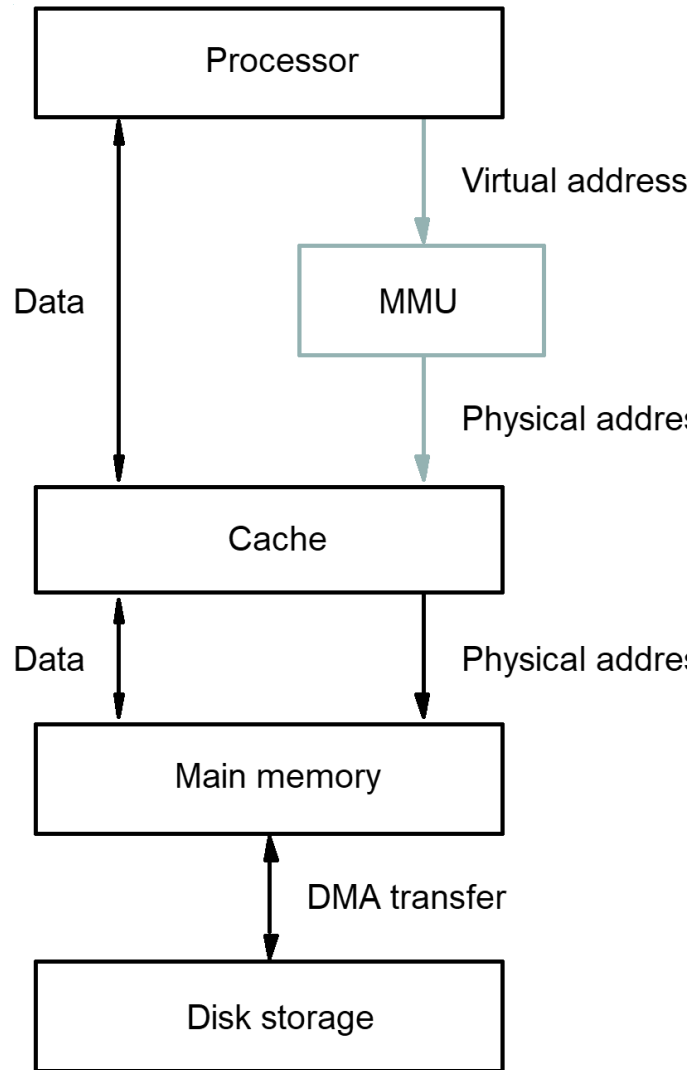 Processor
Virtual address
MMU
Data
Physical addres
Cache
Data
Physical addres
Main memory
DMA transfer
Disk storage